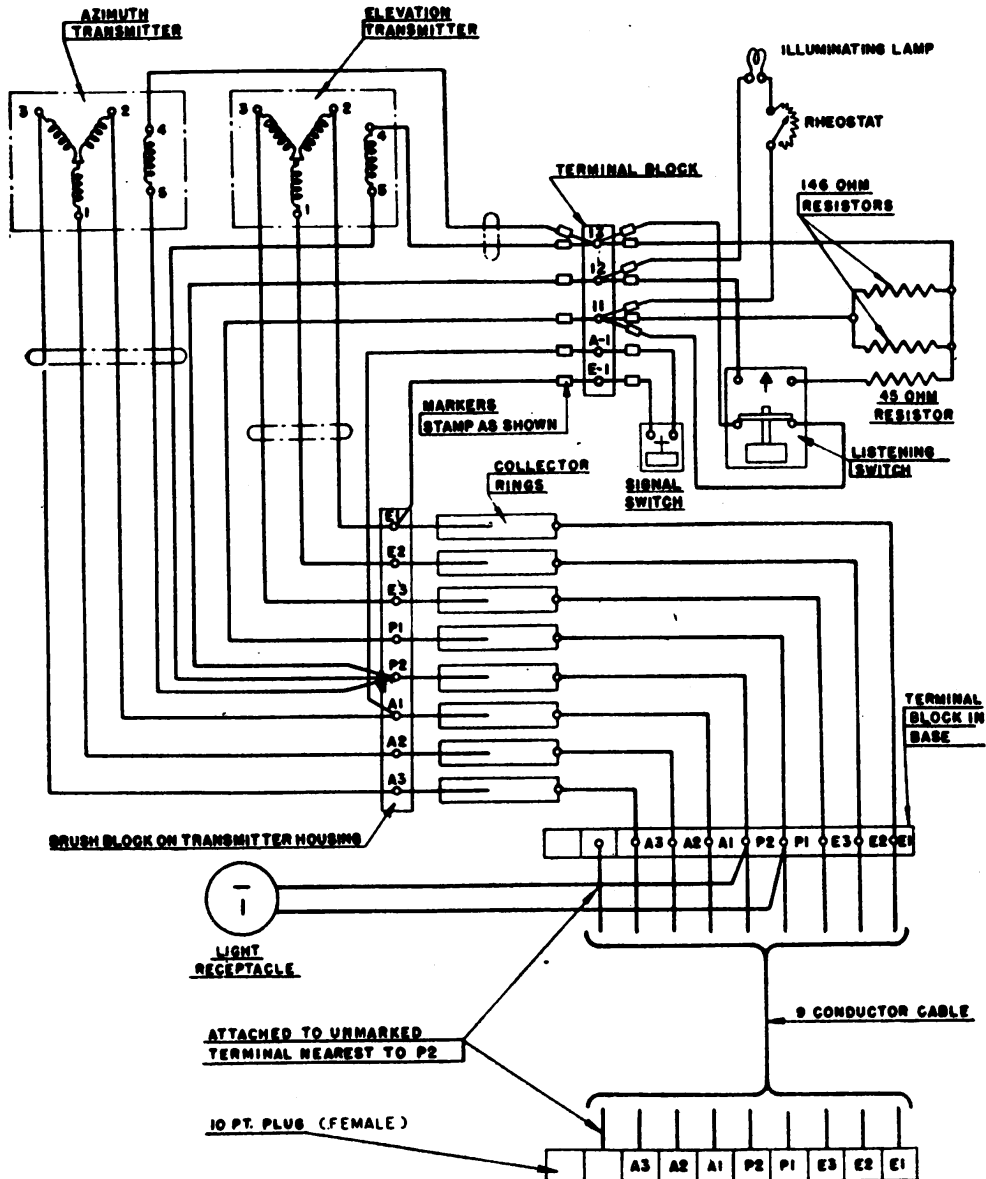 AZIMUTH
TRANSMITTER
ELEVATION
TRANSMITTER
ILLUMINATING LAMP
RHEOSTAT
3
2
4
5
1
3
2
4
5
1
TERMINAL BLOCK
146 OHM
RESISTORS
13
12
11
A-1
E-1
MARKERS
STAMP AS SHOWN
45 OHM
RESISTOR
LISTENING
SWITCH
SIGNAL
SWITCH
COLLECTOR
RINGS
E1
E2
E3
P1
P2
A1
A2
A3
TERMINAL
BLOCK IN
BASE
BRUSH BLOCK ON TRANSMITTER HOUSING
A3 A2 A1 P2 P1 E3 E2 E1
LIGHT
RECEPTACLE
9 CONDUCTOR CABLE
ATTACHED TO UNMARKED
TERMINAL NEAREST TO P2
10 PT. PLUG (FEMALE)
A3 A2 A1 P2 P1 E3 E2 E1